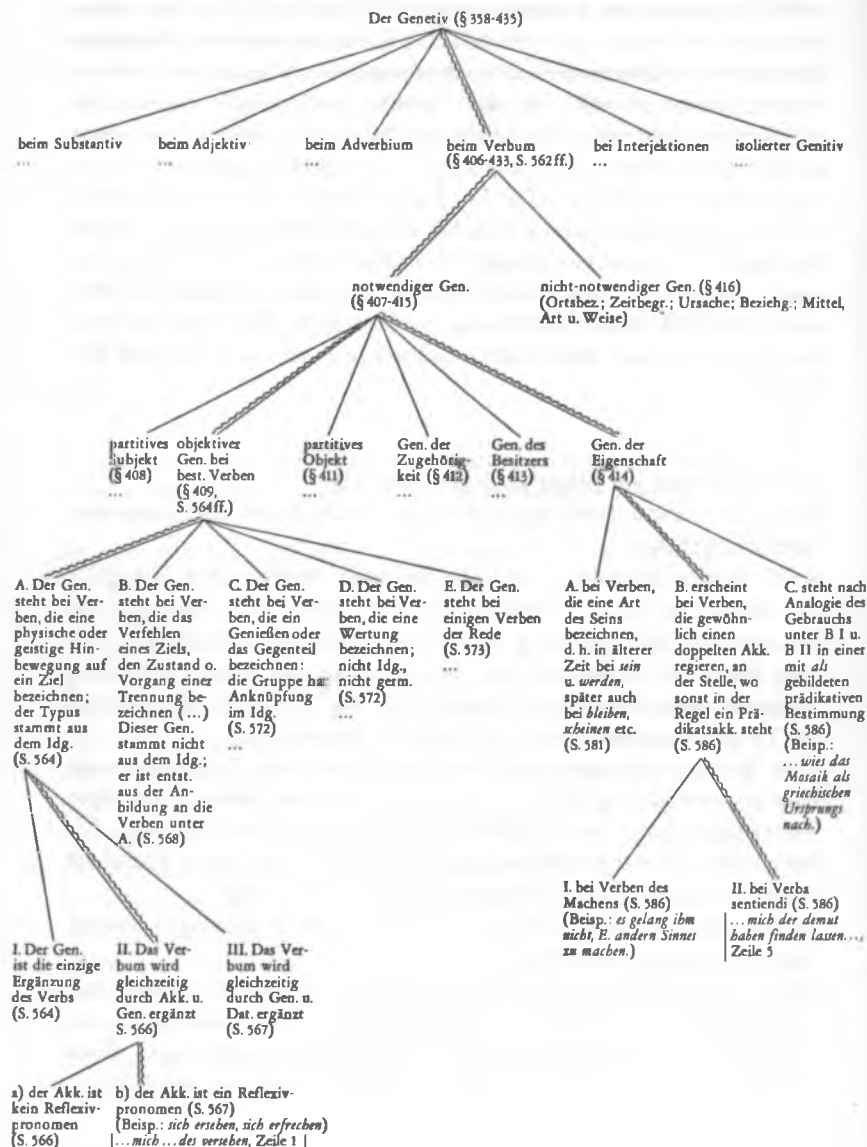 Der Genetiv (§ 358-435)
beim Substantiv
...
beim Adjektiv
...
beim Adverbium
...
beim Verbum
(§ 406-433, S. 562 ff.)
bei Interjektionen
...
isolierter Genitiv
...
notwendiger Gen.
(§ 407-415)
nicht-notwendiger Gen. (§ 416)
(Ortsbez.; Zeitbegr.; Ursache; Beziehg.; Mittel,
Art u. Weise)
partitives
Subjekt
(§ 408)
...
objektiver
Gen. bei
best. Verben
(§ 409,
S. 564 ff.)
partitives
Objekt
(§ 411)
...
Gen. der
Zugehörig-
keit (§ 412)
...
Gen. des
Besitzers
(§ 413)
...
Gen. der
Eigenschaft
(§ 414)
A. Der Gen.
steht bei Ver-
ben, die eine
physische oder
geistige Hin-
bewegung auf
ein Ziel
bezeichnen;
der Typus
stammt aus
dem Idg.
(S. 564)
B. Der Gen.
steht bei Ver-
ben, die das
Verfehlen
eines Ziels,
den Zustand o.
Vorgang einer
Trennung be-
zeichnen (...)
Dieser Gen.
stammt nicht
aus dem Idg.;
er ist entst.
aus der An-
bildung an die
Verben unter
A. (S. 568)
C. Der Gen.
steht bei Ver-
ben, die ein
Genießen oder
das Gegenteil
bezeichnen:
die Gruppe hat
Anknüpfung
im Idg.
(S. 572)
...
D. Der Gen.
steht bei Ver-
ben, die eine
Wertung
bezeichnen;
nicht Idg.,
nicht germ.
(S. 572)
...
E. Der Gen.
steht bei
einigen Verben
der Rede
(S. 573)
...
A. bei Verben,
die eine Art
des Seins
bezeichnen,
d. h. in älterer
Zeit bei sein
u. werden,
später auch
bei bleiben,
scheinen etc.
(S. 581)
B. erscheint
bei Verben,
die gewöhn-
lich einen
doppelten Akk.
regieren, an
der Stelle, wo
sonst in der
Regel ein Prä-
dikatsakk. steht
(S. 586)
C. steht nach
Analogie des
Gebrauchs
unter B I u.
B II in einer
mit als
gebildeten
prädikativen
Bestimmung
(S. 586)
(Beisp.:
... wies das
Mosaik als
griechischen
Ursprungs
nach.)
I. bei Verben des
Machens (S. 586)
(Beisp.: es gelang ihm
nicht, E. andern Sinnes
zu machen.)
II. bei Verba
sentiendi (S. 586)
... mich der demut
haben finden lassen...,
Zeile 5
I. Der Gen.
ist die einzige
Ergänzung
des Verbs
(S. 564)
II. Das Ver-
bum wird
gleichzeitig
durch Akk. u.
Gen. ergänzt
S. 566)
III. Das Ver-
bum wird
gleichzeitig
durch Gen. u.
Dat. ergänzt
(S. 567)
a) der Akk. ist
kein Reflexiv-
pronomen
(S. 566)
b) der Akk. ist ein Reflexiv-
pronomen (S. 567)
(Beisp.: sich ersehen, sich erfrechen)
... mich ... des versehen, Zeile 1